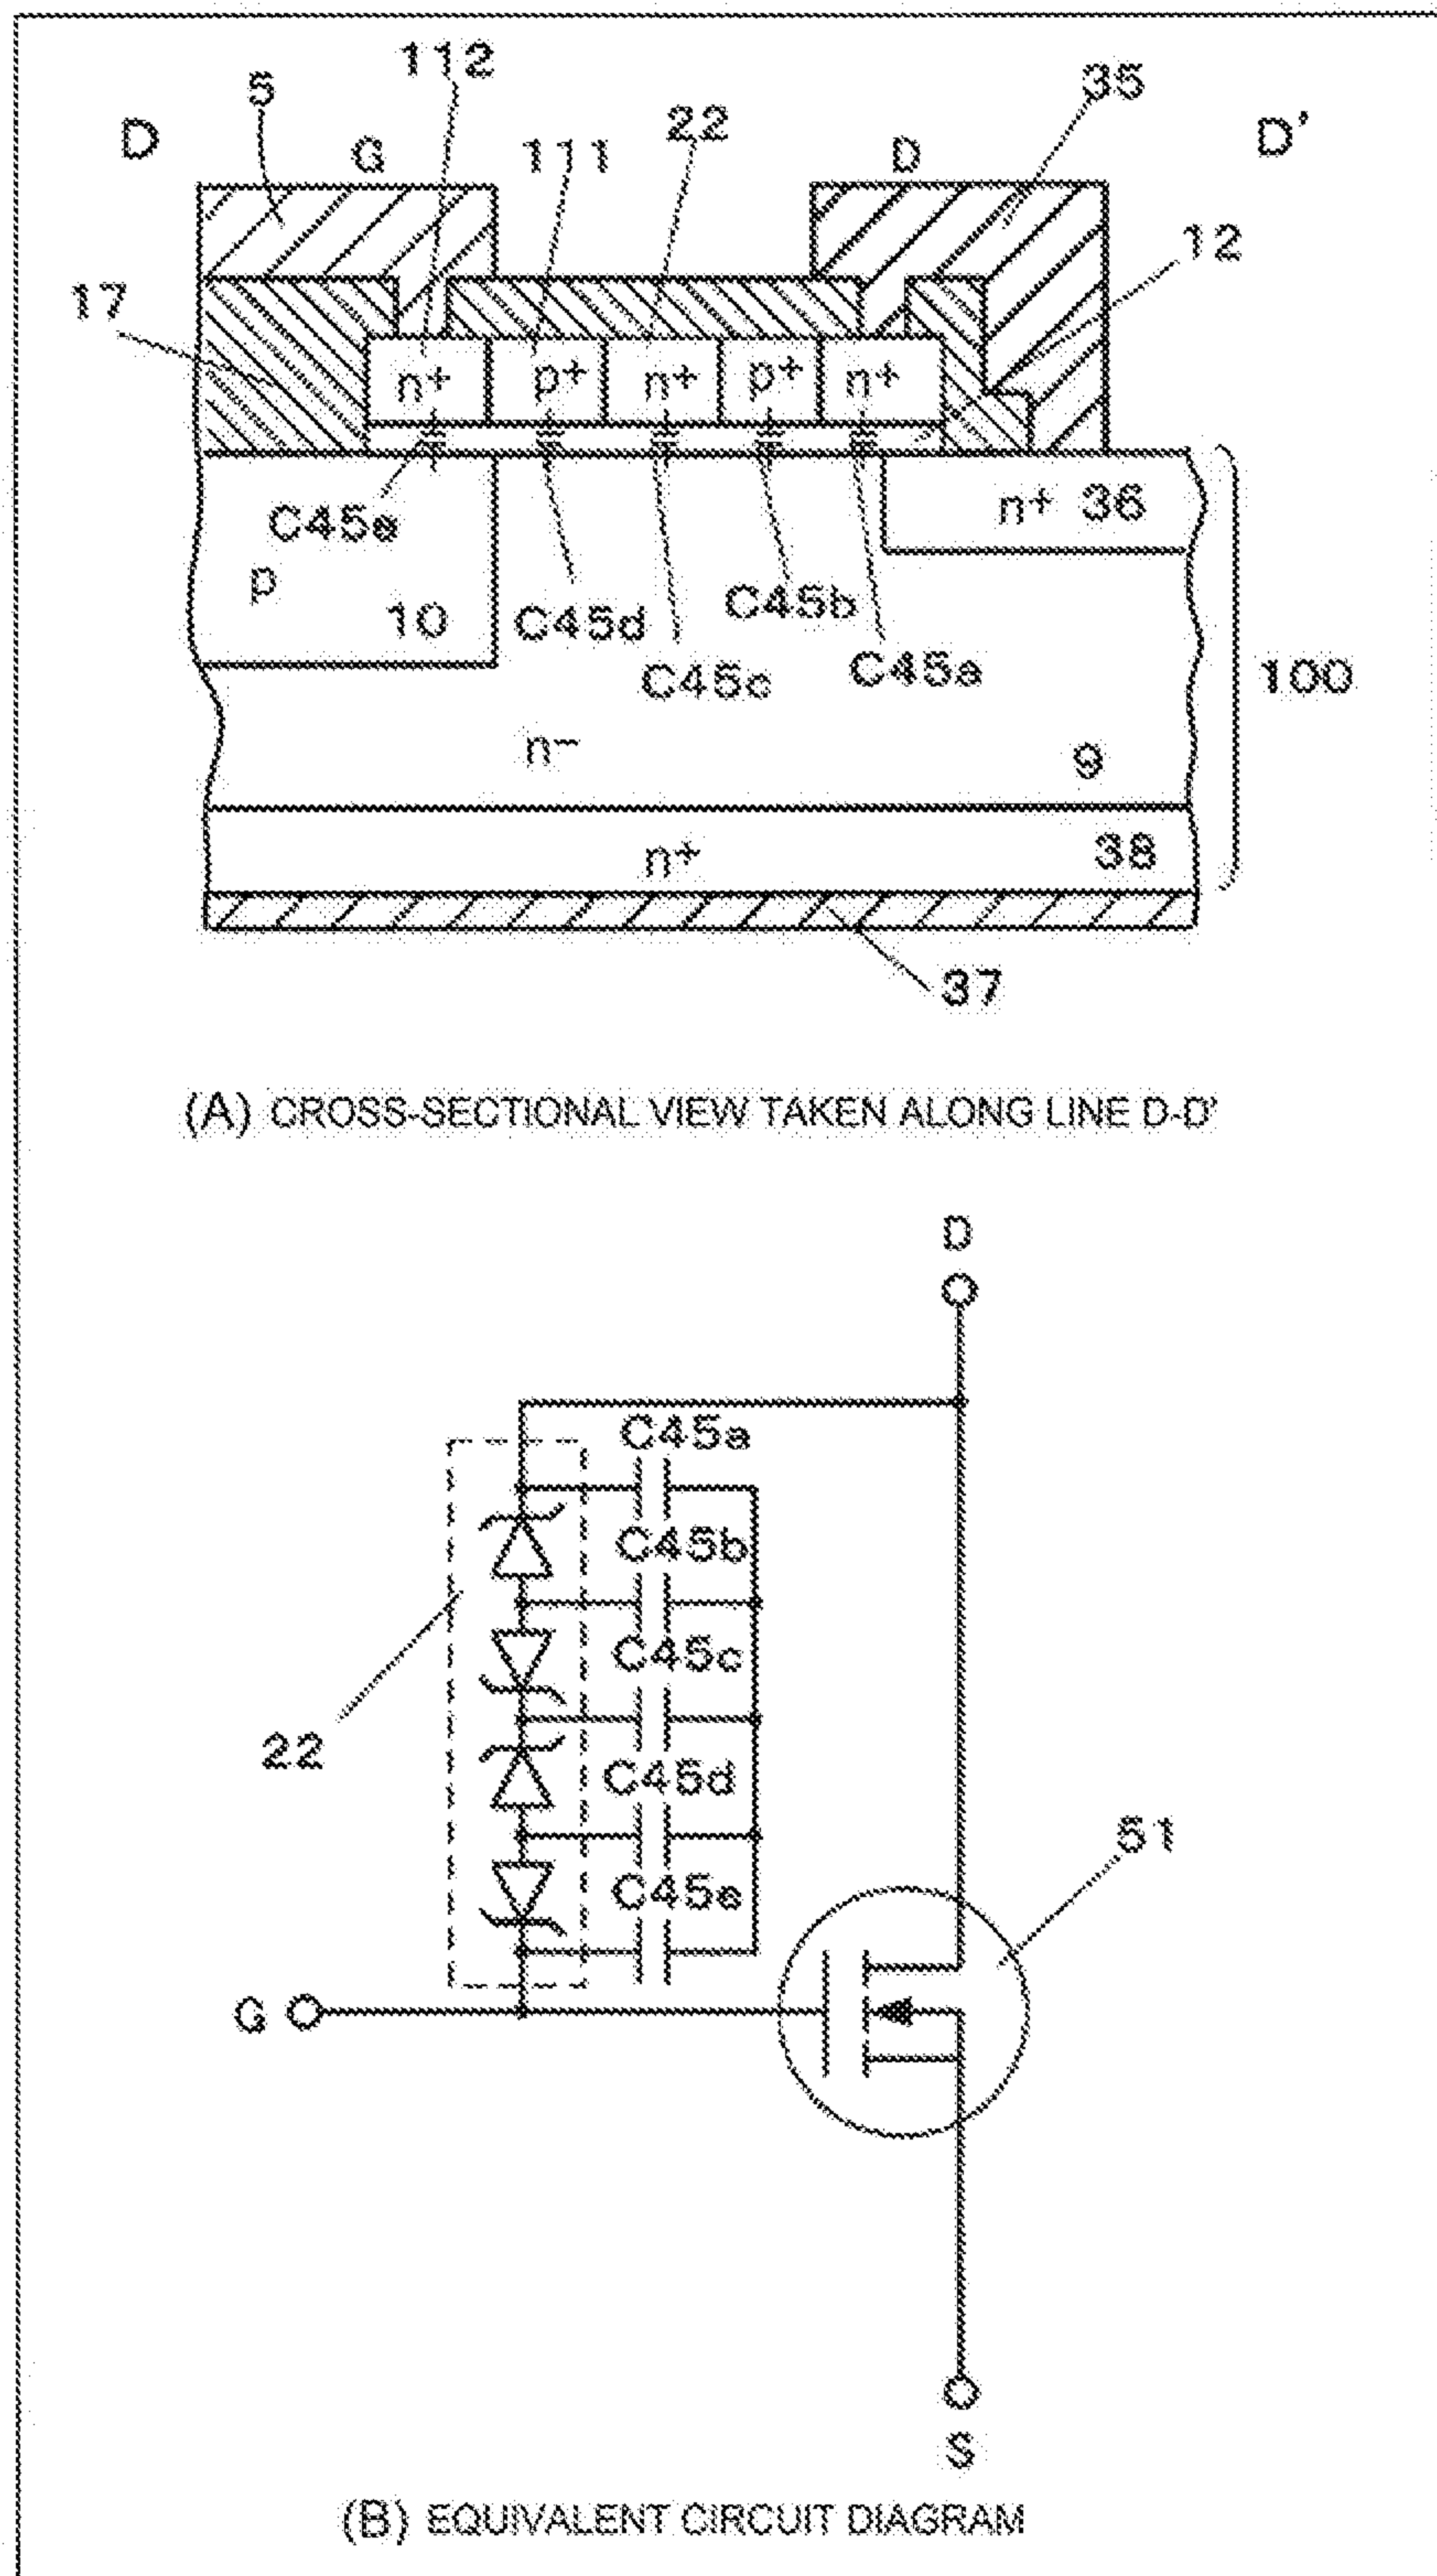 112
5
35
D
G
111
22
D
D'
12
17
n+
p+
n+
p+
n+
C45e
n+ 36
p
10
C45d
C45b
C45c
C45a
100
n−
9
n+
38
37
(A) CROSS-SECTIONAL VIEW TAKEN ALONG LINE D-D'
D
C45a
C45b
C45c
22
C45d
51
C45e
G
S
(B) EQUIVALENT CIRCUIT DIAGRAM